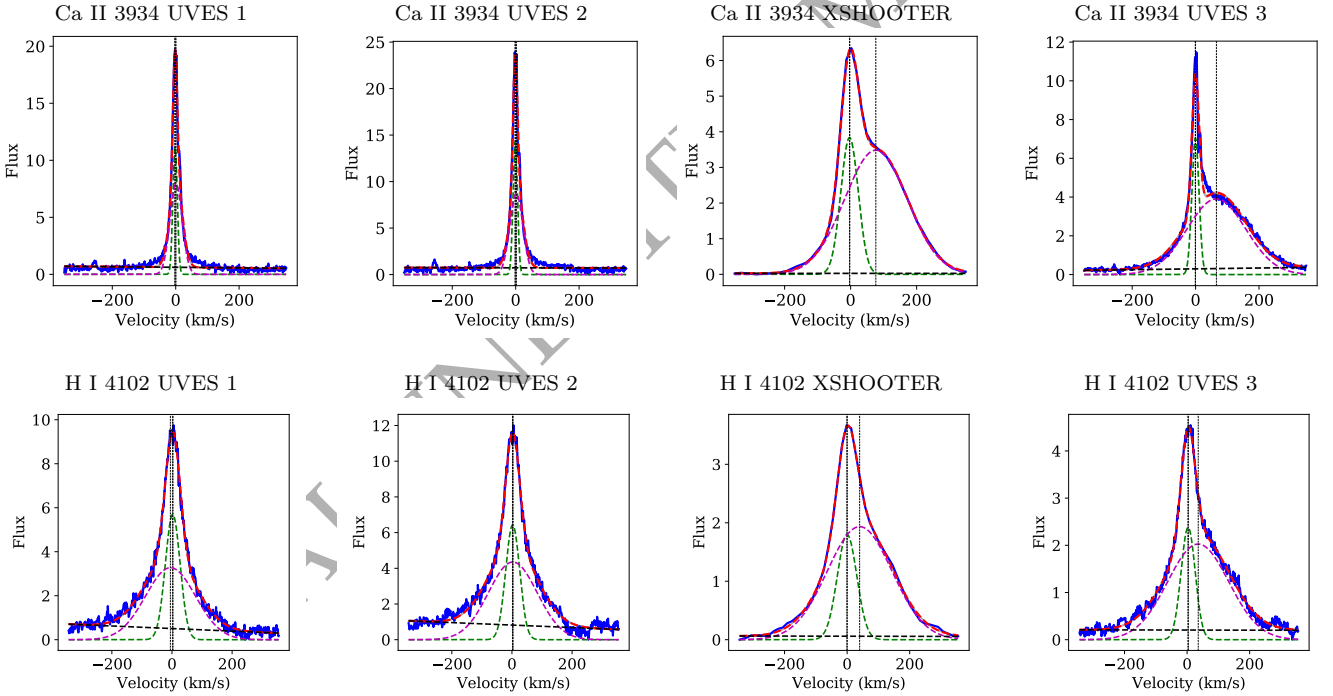 Ca II 3934 UVES 1
Ca II 3934 UVES 2
Ca II 3934 XSHOOTER
Ca II 3934 UVES 3
20
15
10
5
0
Flux
−200
0
200
Velocity (km/s)
25
20
15
10
5
0
Flux
−200
0
200
Velocity (km/s)
6
5
4
3
2
1
0
Flux
−200
0
200
Velocity (km/s)
12
10
8
6
4
2
0
Flux
−200
0
200
Velocity (km/s)
H I 4102 UVES 1
H I 4102 UVES 2
H I 4102 XSHOOTER
H I 4102 UVES 3
10
8
6
4
2
0
Flux
−200
0
200
Velocity (km/s)
12
10
8
6
4
2
0
Flux
−200
0
200
Velocity (km/s)
3
2
1
0
Flux
−200
0
200
Velocity (km/s)
4
3
2
1
0
Flux
−200
0
200
Velocity (km/s)